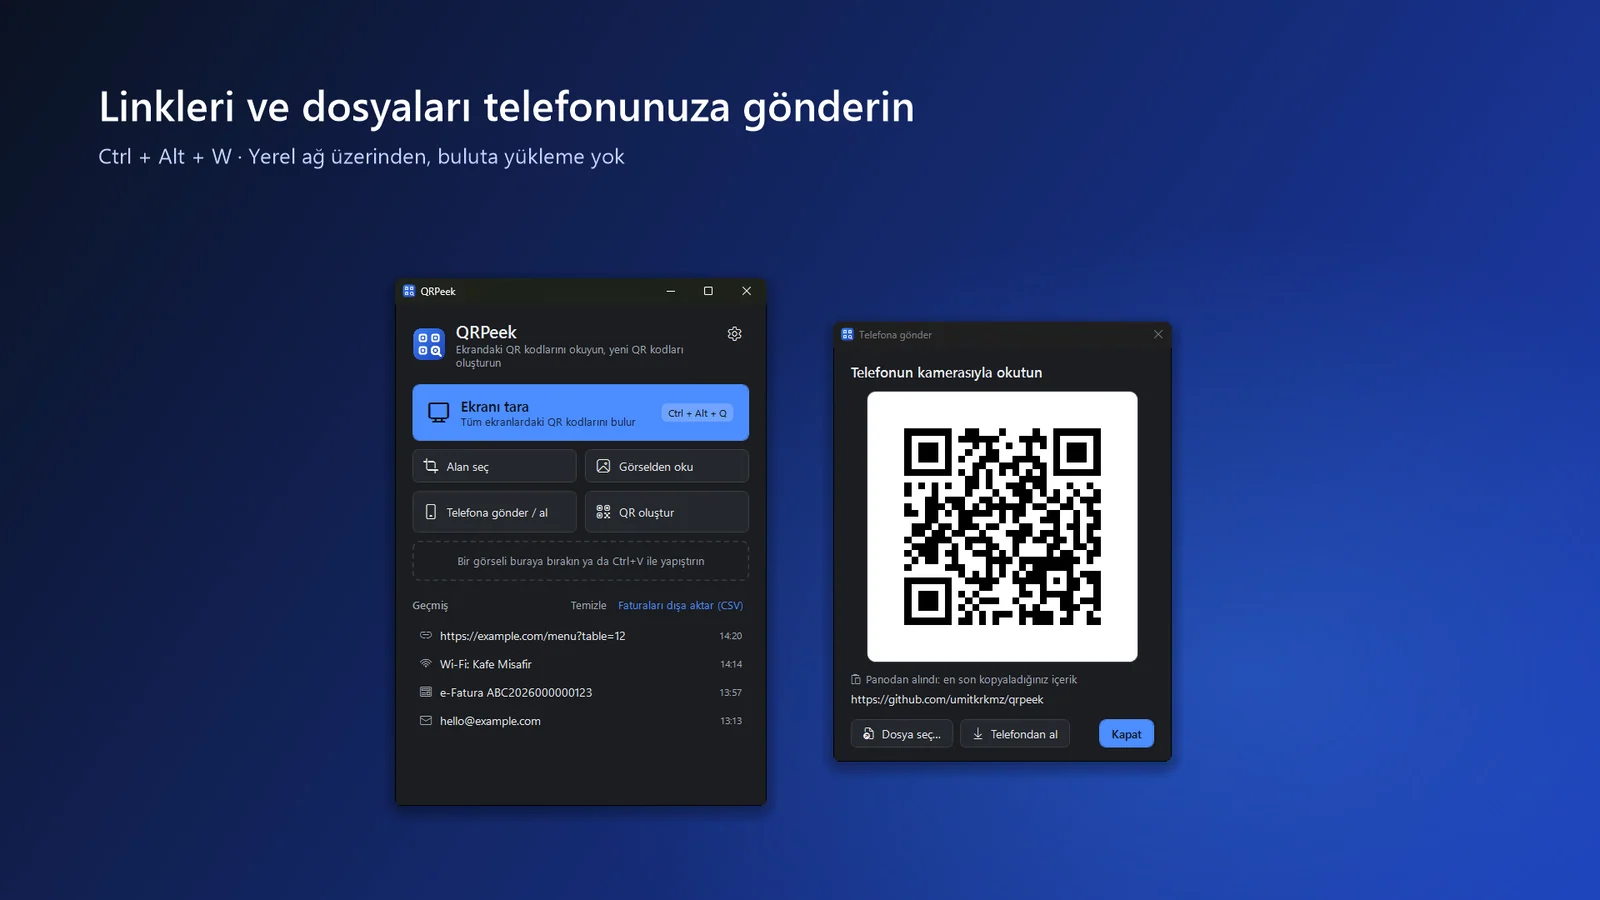 Linkleri ve dosyaları telefonunuza gönderin
Ctrl + Alt + W · Yerel ağ üzerinden, buluta yükleme yok
QRPeek
QRPeek
Ekrandaki QR kodlarını okuyun, yeni QR kodları
oluşturun
Ekranı tara
Tüm ekranlardaki QR kodlarını bulur
Ctrl + Alt + Q
Alan seç
Görselden oku
Telefona gönder / al
QR oluştur
Bir görseli buraya bırakın ya da Ctrl+V ile yapıştırın
Geçmiş
Temizle
Faturaları dışa aktar (CSV)
https://example.com/menu?table=12
14:20
Wi-Fi: Kafe Misafir
14:14
e-Fatura ABC2026000000123
13:57
hello@example.com
13:13
Telefona gönder
Telefonun kamerasıyla okutun
Panodan alındı: en son kopyaladığınız içerik
https://github.com/umitkrkmz/qrpeek
Dosya seç...
Telefondan al
Kapat